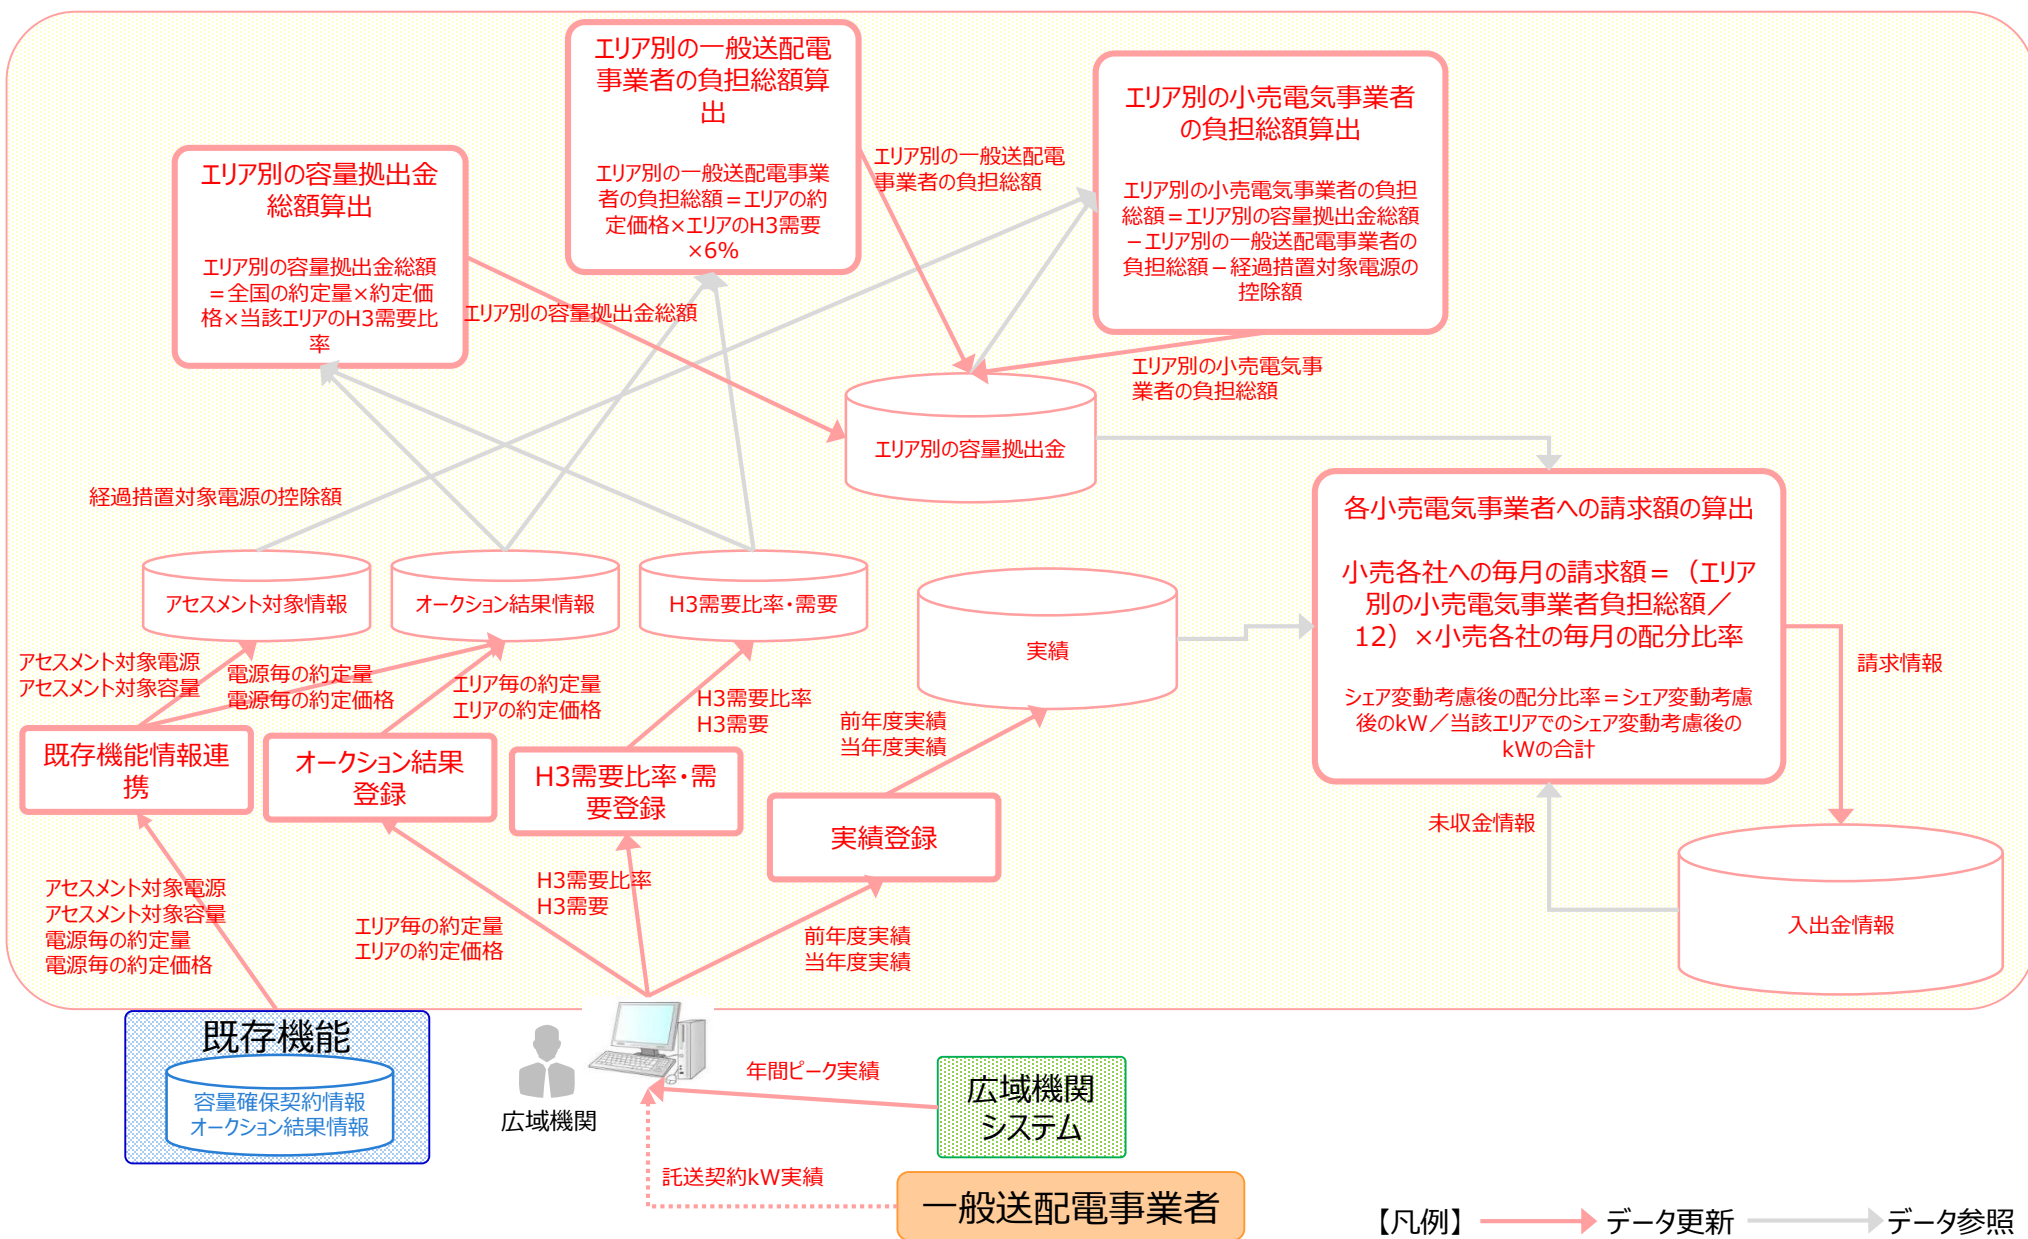 エリア別の一般送配電
事業者の負担総額算
出
エリア別の一般送配電事業
者の負担総額＝エリアの約
定価格×エリアのH3需要
×6%
エリア別の小売電気事業者
の負担総額算出
エリア別の小売電気事業者の負担
総額＝エリア別の容量拠出金総額
－エリア別の一般送配電事業者の
負担総額－経過措置対象電源の
控除額
エリア別の容量拠出金
総額算出
エリア別の容量拠出金総額
＝全国の約定量×約定価
格×当該エリアのH3需要比
率
エリア別の一般送配電
事業者の負担総額
エリア別の容量拠出金総額
エリア別の小売電気事
業者の負担総額
エリア別の容量拠出金
経過措置対象電源の控除額
アセスメント対象情報
オークション結果情報
H3需要比率・需要
実績
各小売電気事業者への請求額の算出
小売各社への毎月の請求額＝（エリア
別の小売電気事業者負担総額／
12）×小売各社の毎月の配分比率
シェア変動考慮後の配分比率＝シェア変動考慮
後のkW／当該エリアでのシェア変動考慮後の
kWの合計
請求情報
未収金情報
入出金情報
アセスメント対象電源
アセスメント対象容量
電源毎の約定量
電源毎の約定価格
エリア毎の約定量
エリアの約定価格
H3需要比率
H3需要
前年度実績
当年度実績
既存機能情報連
携
オークション結果
登録
H3需要比率・需
要登録
実績登録
アセスメント対象電源
アセスメント対象容量
電源毎の約定量
電源毎の約定価格
エリア毎の約定量
エリアの約定価格
H3需要比率
H3需要
前年度実績
当年度実績
既存機能
容量確保契約情報
オークション結果情報
広域機関
年間ピーク実績
広域機関
システム
託送契約kW実績
一般送配電事業者
【凡例】
データ更新
データ参照